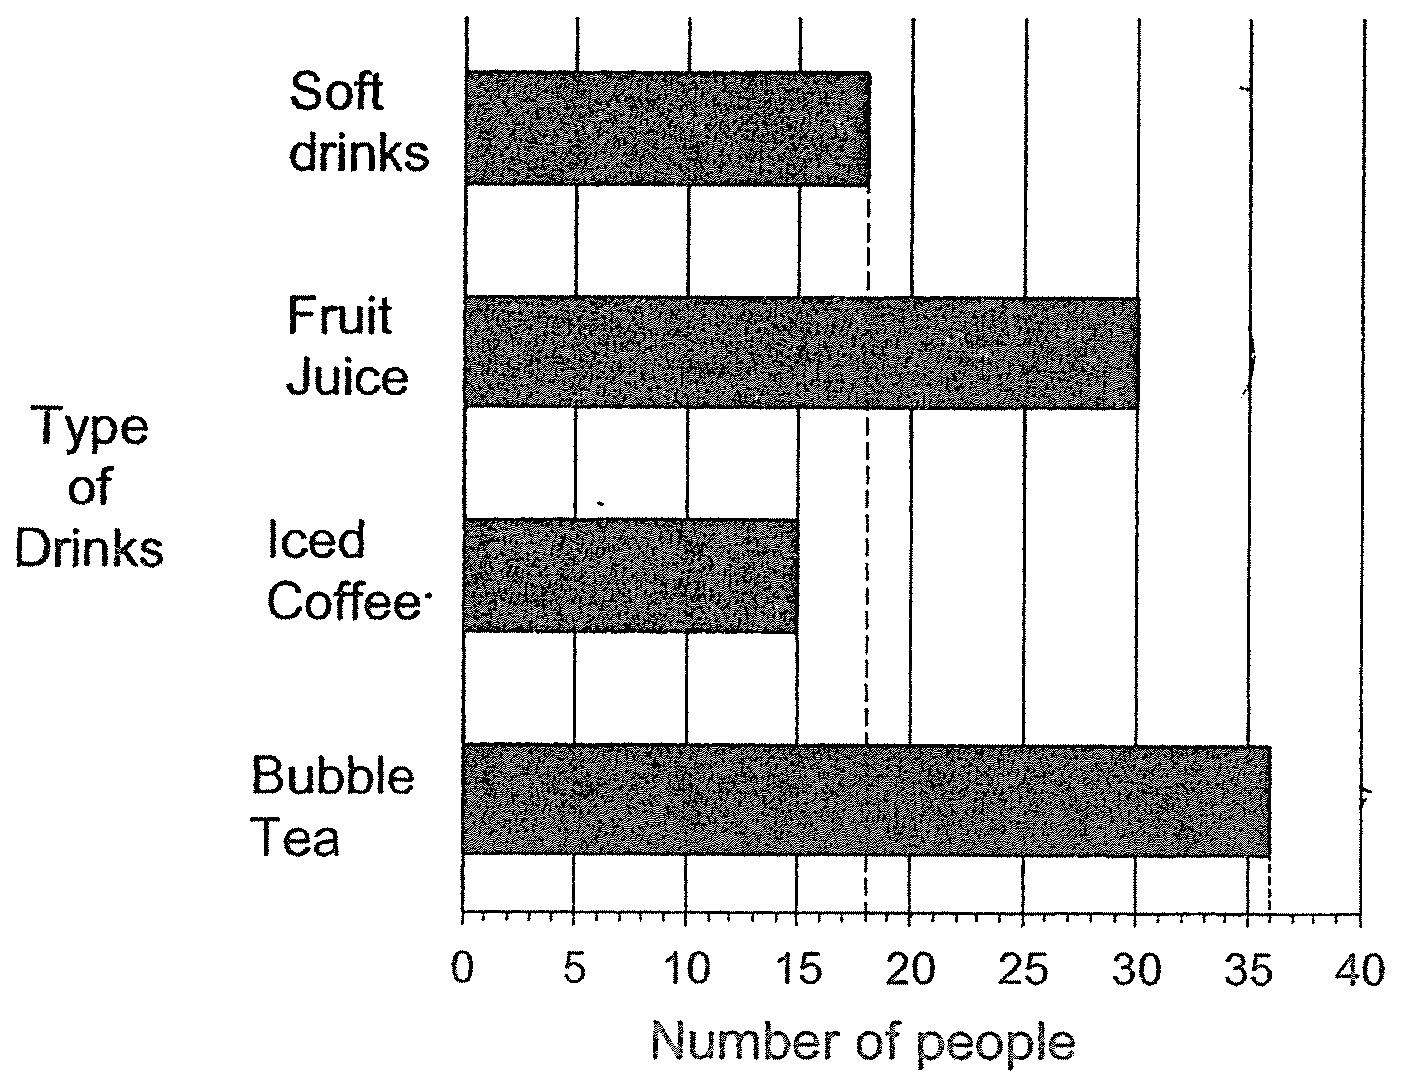 Soft
drinks
Fruit
Juice
Type
of
Drinks
Iced
Coffee
Bubble
Tea
0 5 10 15 20 25 30 35 40
Number of people